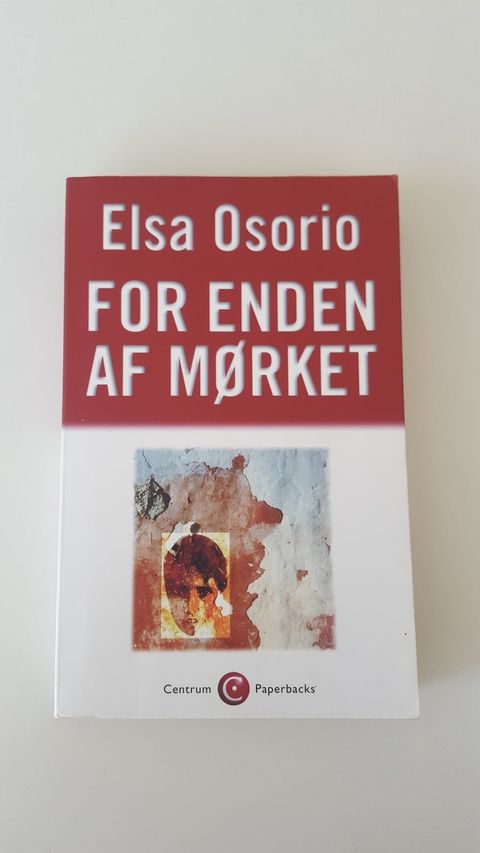 Elsa Osorio
FOR ENDEN
AF MØRKET
Centrum C Paperbacks